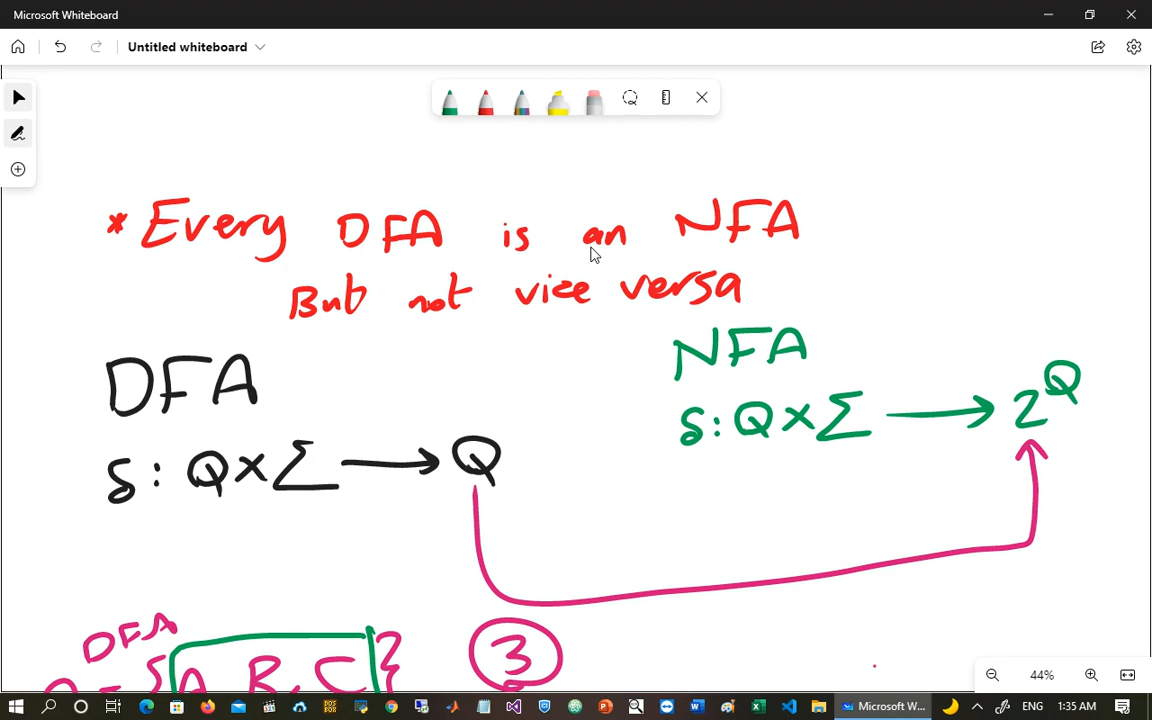 Microsoft Whiteboard
Untitled whiteboard
* Every DFA is an NFA
But not vice versa
DFA
NFA
δ: Q×Σ → 2^Q
δ: Q×Σ → Q
DFA
A, B, C }
3
44%
Microsoft W...
1:35 AM